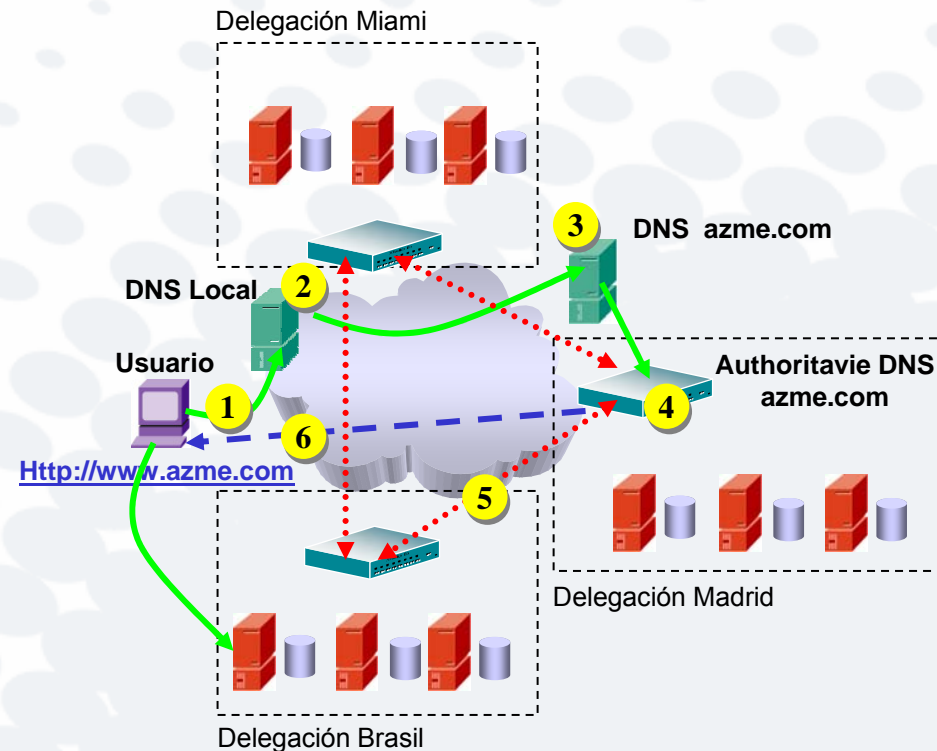 Delegación Miami
3
DNS azme.com
DNS Local
2
Usuario
1
Authoritavie DNS
azme.com
4
6
Http://www.azme.com
5
Delegación Madrid
Delegación Brasil